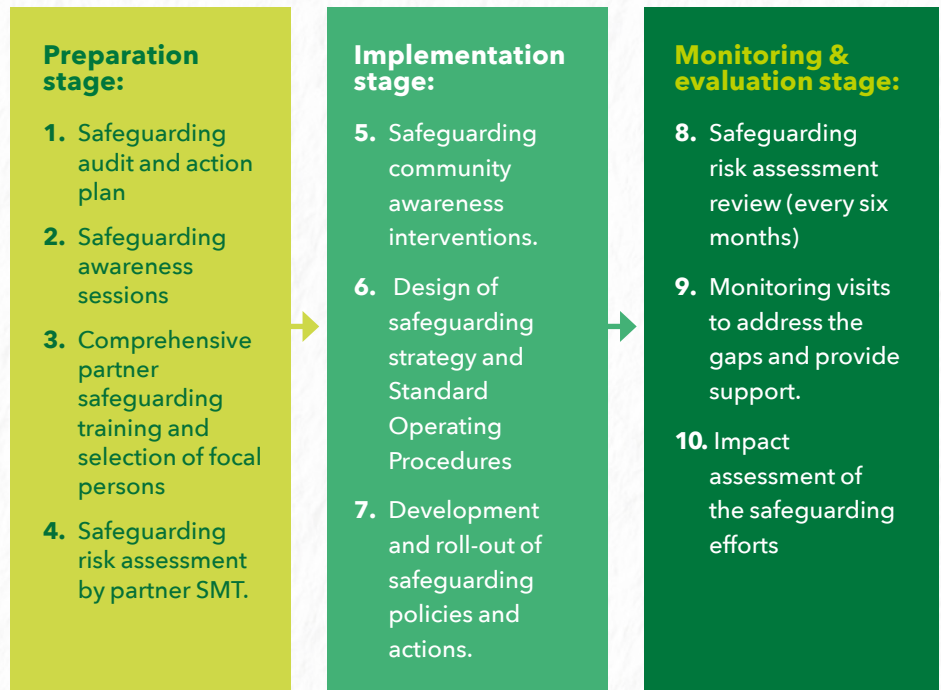 Preparation
stage:
1. Safeguarding
audit and action
plan
2. Safeguarding
awareness
sessions
3. Comprehensive
partner
safeguarding
training and
selection of focal
persons
4. Safeguarding
risk assessment
by partner SMT.
Implementation
stage:
5. Safeguarding
community
awareness
interventions.
6. Design of
safeguarding
strategy and
Standard
Operating
Procedures
7. Development
and roll-out of
safeguarding
policies and
actions.
Monitoring &
evaluation stage:
8. Safeguarding
risk assessment
review (every six
months)
9. Monitoring visits
to address the
gaps and provide
support.
10. Impact
assessment of
the safeguarding
efforts